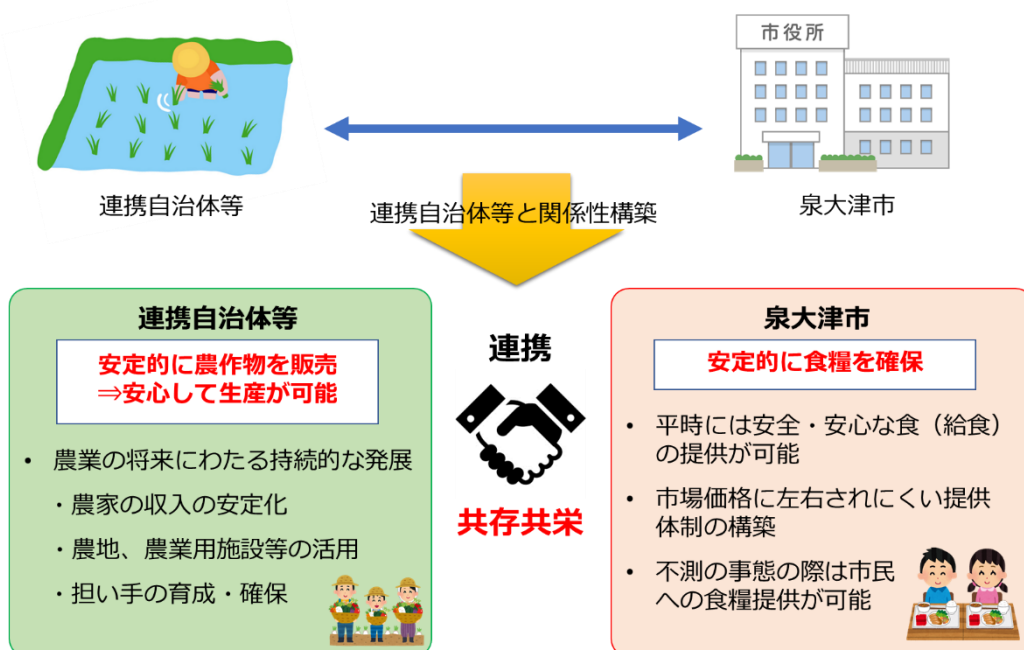 市役所
連携自治体等
泉大津市
連携自治体等と関係性構築
連携自治体等
安定的に農作物を販売
⇒安心して生産が可能
• 農業の将来にわたる持続的な発展
・農家の収入の安定化
・農地、農業用施設等の活用
・担い手の育成・確保
連携
共存共栄
泉大津市
安定的に食糧を確保
• 平時には安全・安心な食（給食）
の提供が可能
• 市場価格に左右されにくい提供
体制の構築
• 不測の事態の際は市民
への食糧提供が可能